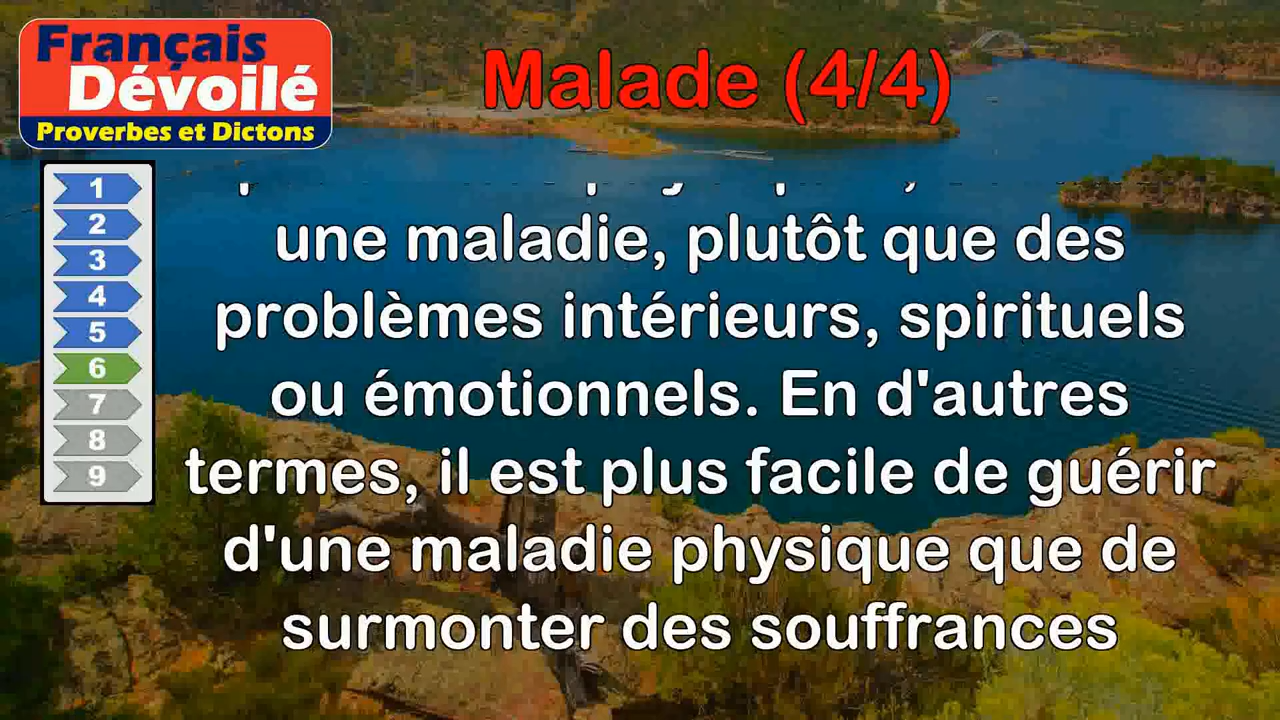 Français
Dévoilé
Proverbes et Dictons
Malade (4/4)
1
2
3
4
5
6
7
8
9
une maladie, plutôt que des
problèmes intérieurs, spirituels
ou émotionnels. En d'autres
termes, il est plus facile de guérir
d'une maladie physique que de
surmonter des souffrances